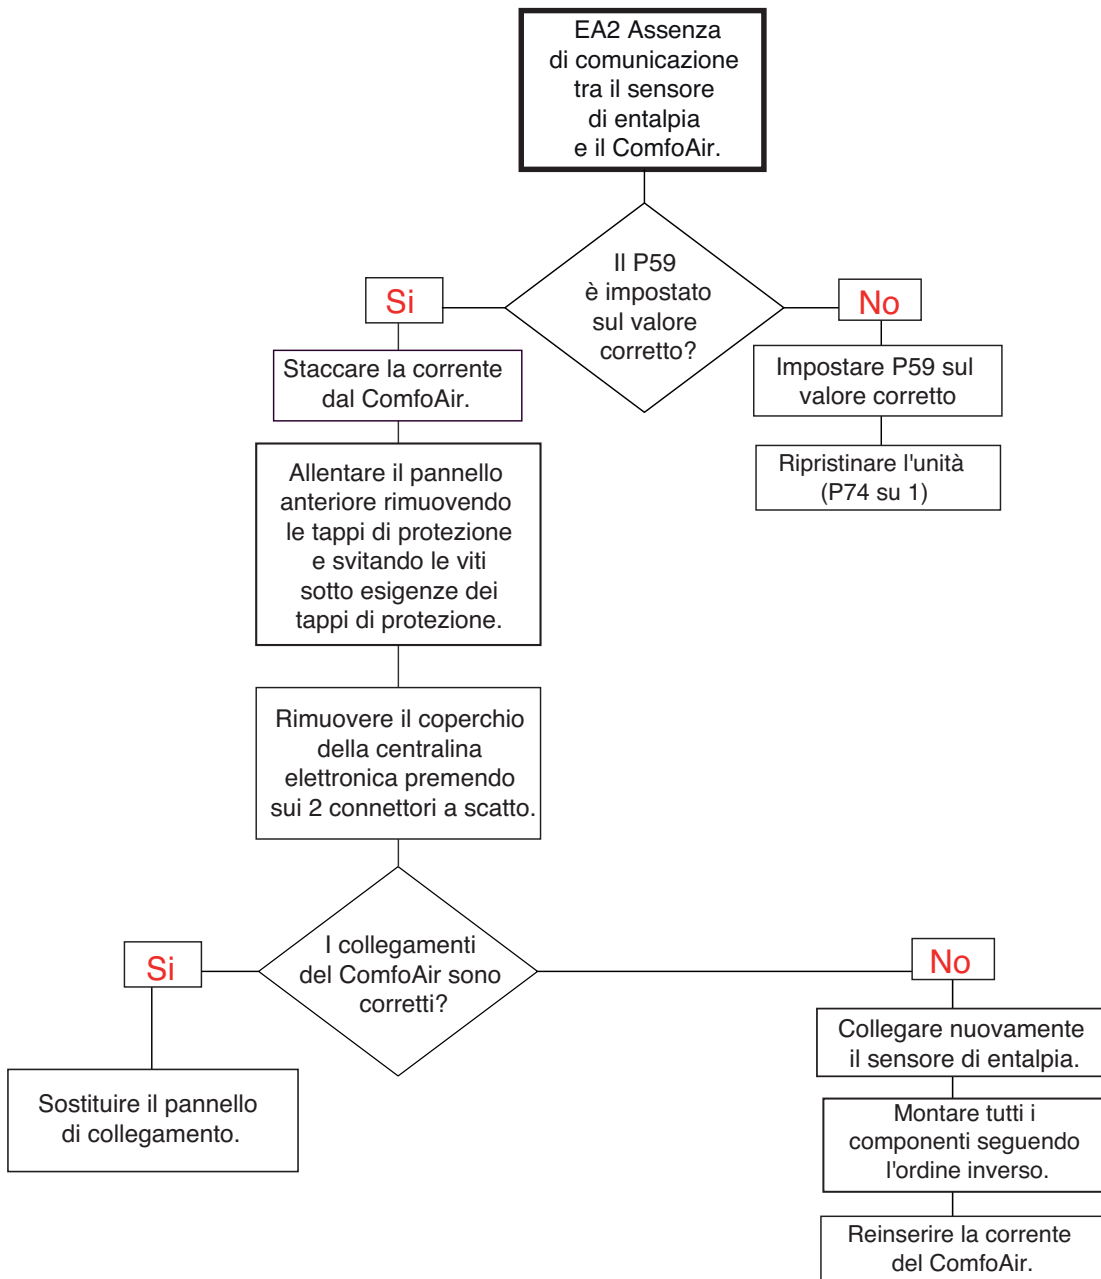 EA2 Assenza
di comunicazione
tra il sensore
di entalpia
e il ComfoAir.
Il P59
è impostato
sul valore
corretto?
Si
No
Staccare la corrente
dal ComfoAir.
Impostare P59 sul
valore corretto
Allentare il pannello
anteriore rimuovendo
le tappi di protezione
e svitando le viti
sotto esigenze dei
tappi di protezione.
Ripristinare l'unità
(P74 su 1)
Rimuovere il coperchio
della centralina
elettronica premendo
sui 2 connettori a scatto.
I collegamenti
del ComfoAir sono
corretti?
Si
No
Sostituire il pannello
di collegamento.
Collegare nuovamente
il sensore di entalpia.
Montare tutti i
componenti seguendo
l'ordine inverso.
Reinserire la corrente
del ComfoAir.